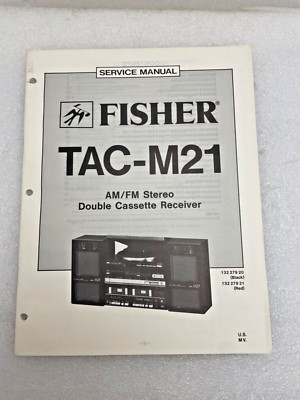 SERVICE MANUAL
FISHER®
TAC-M21
AM/FM Stereo
Double Cassette Receiver
132 279 20
(Black)
132 279 21
(Red)
U.S.
M.V.